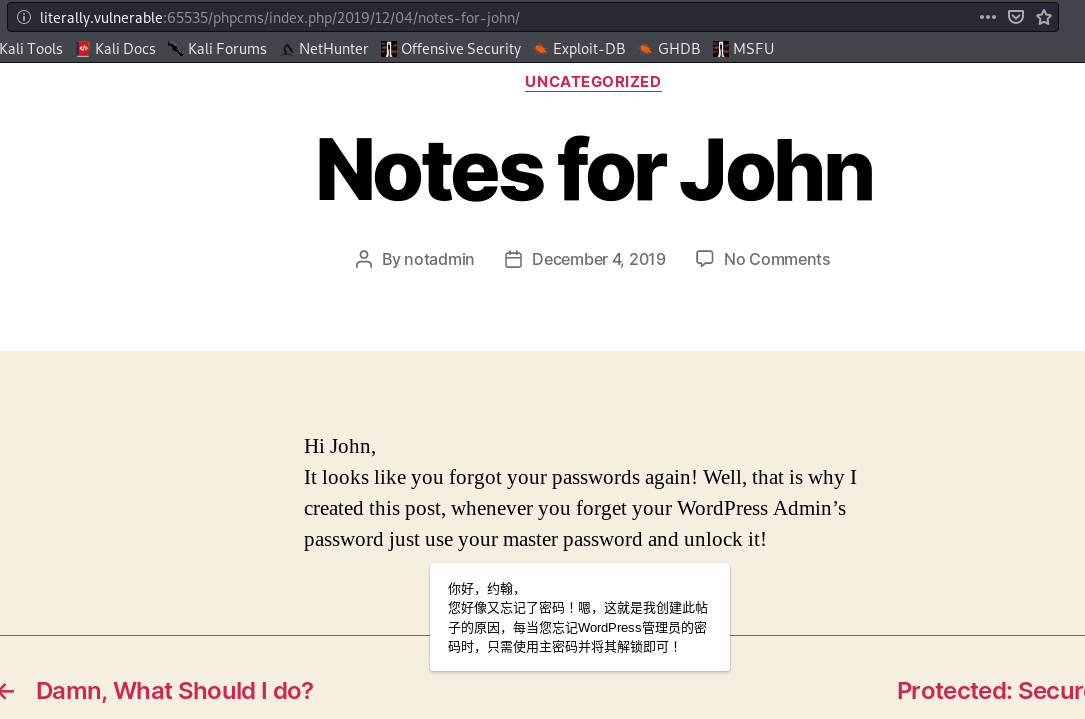 literally.vulnerable:65535/phpcms/index.php/2019/12/04/notes-for-john/
Kali Tools Kali Docs Kali Forums NetHunter Offensive Security Exploit-DB GHDB MSFU
UNCATEGORIZED
Notes for John
By notadmin December 4, 2019 No Comments
Hi John,
It looks like you forgot your passwords again! Well, that is why I
created this post, whenever you forget your WordPress Admin’s
password just use your master password and unlock it!
你好，约翰，
您好像又忘记了密码！嗯，这就是我创建此帖
子的原因，每当您忘记WordPress管理员的密
码时，只需使用主密码并将其解锁即可！
← Damn, What Should I do? Protected: Secure